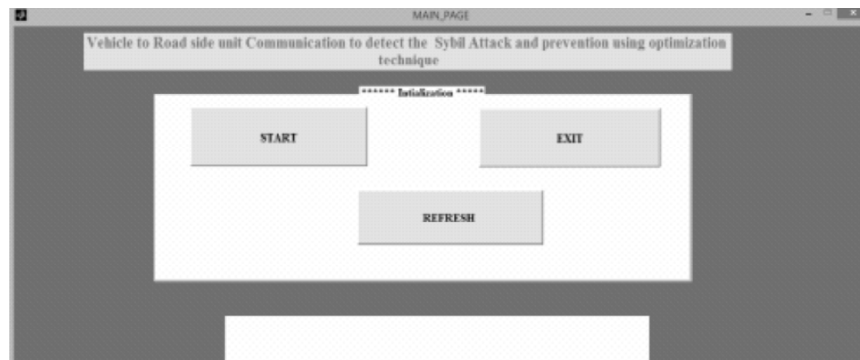 MAIN_PAGE
Vehicle to Road side unit Communication to detect the Sybil Attack and prevention using optimization
technique
****** Intialization *****
START
EXIT
REFRESH